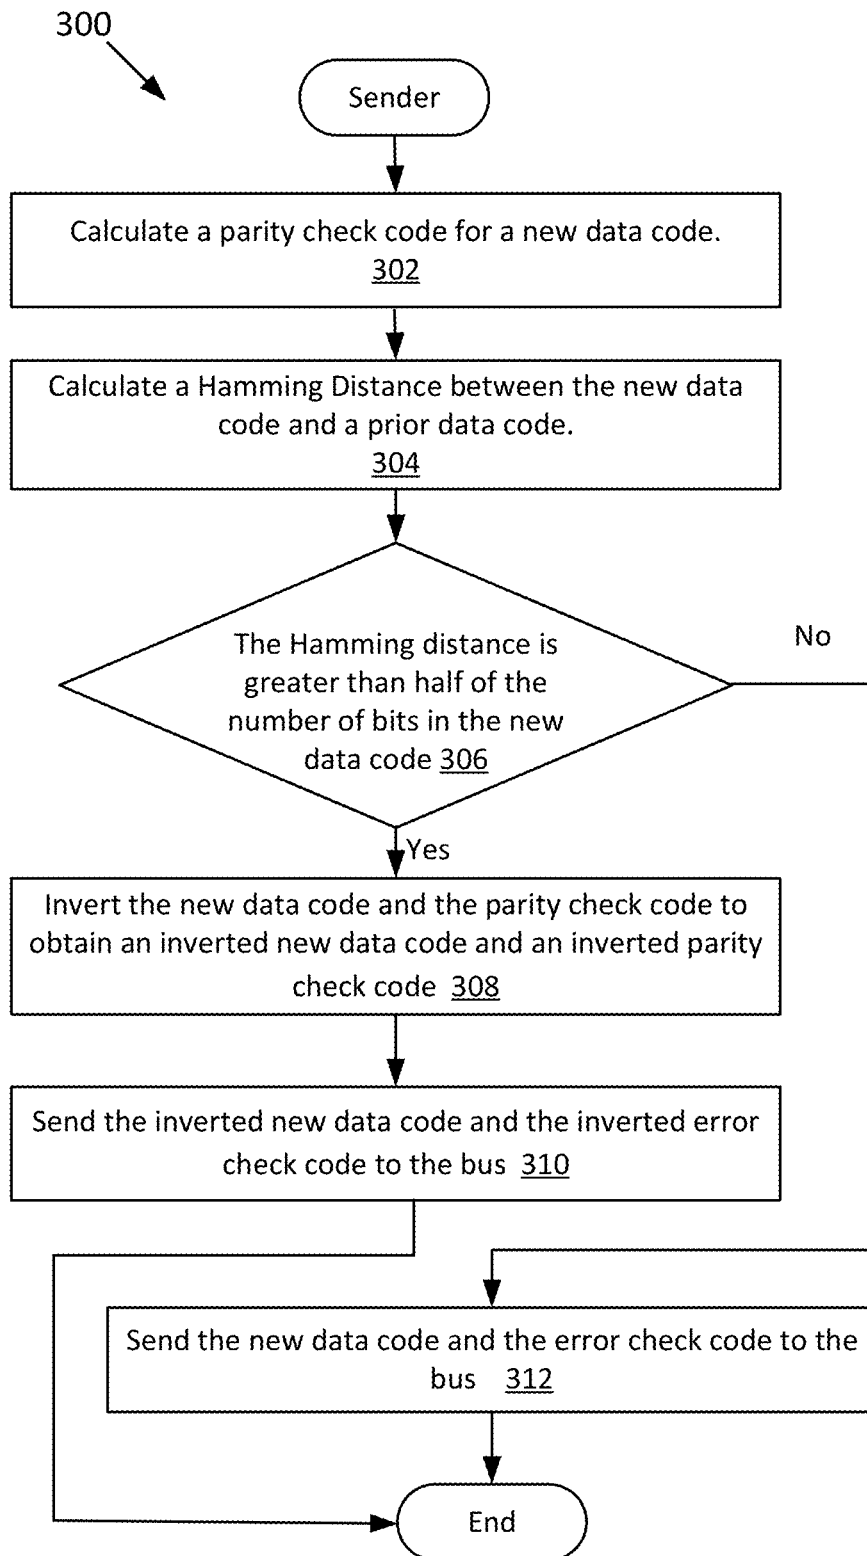 300
Sender
Calculate a parity check code for a new data code.
302
Calculate a Hamming Distance between the new data
code and a prior data code.
304
The Hamming distance is
greater than half of the
number of bits in the new
data code 306
No
Yes
Invert the new data code and the parity check code to
obtain an inverted new data code and an inverted parity
check code 308
Send the inverted new data code and the inverted error
check code to the bus 310
Send the new data code and the error check code to the
bus 312
End